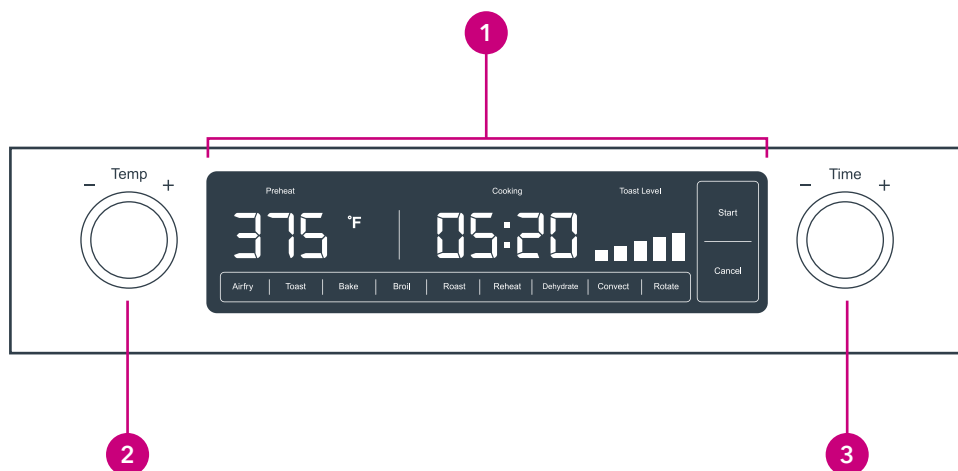 1
− Temp +
Preheat Cooking Toast Level
375 °F 05:20
Start
Cancel
Airfry Toast Bake Broil Roast Reheat Dehydrate Convect Rotate
− Time +
2
3